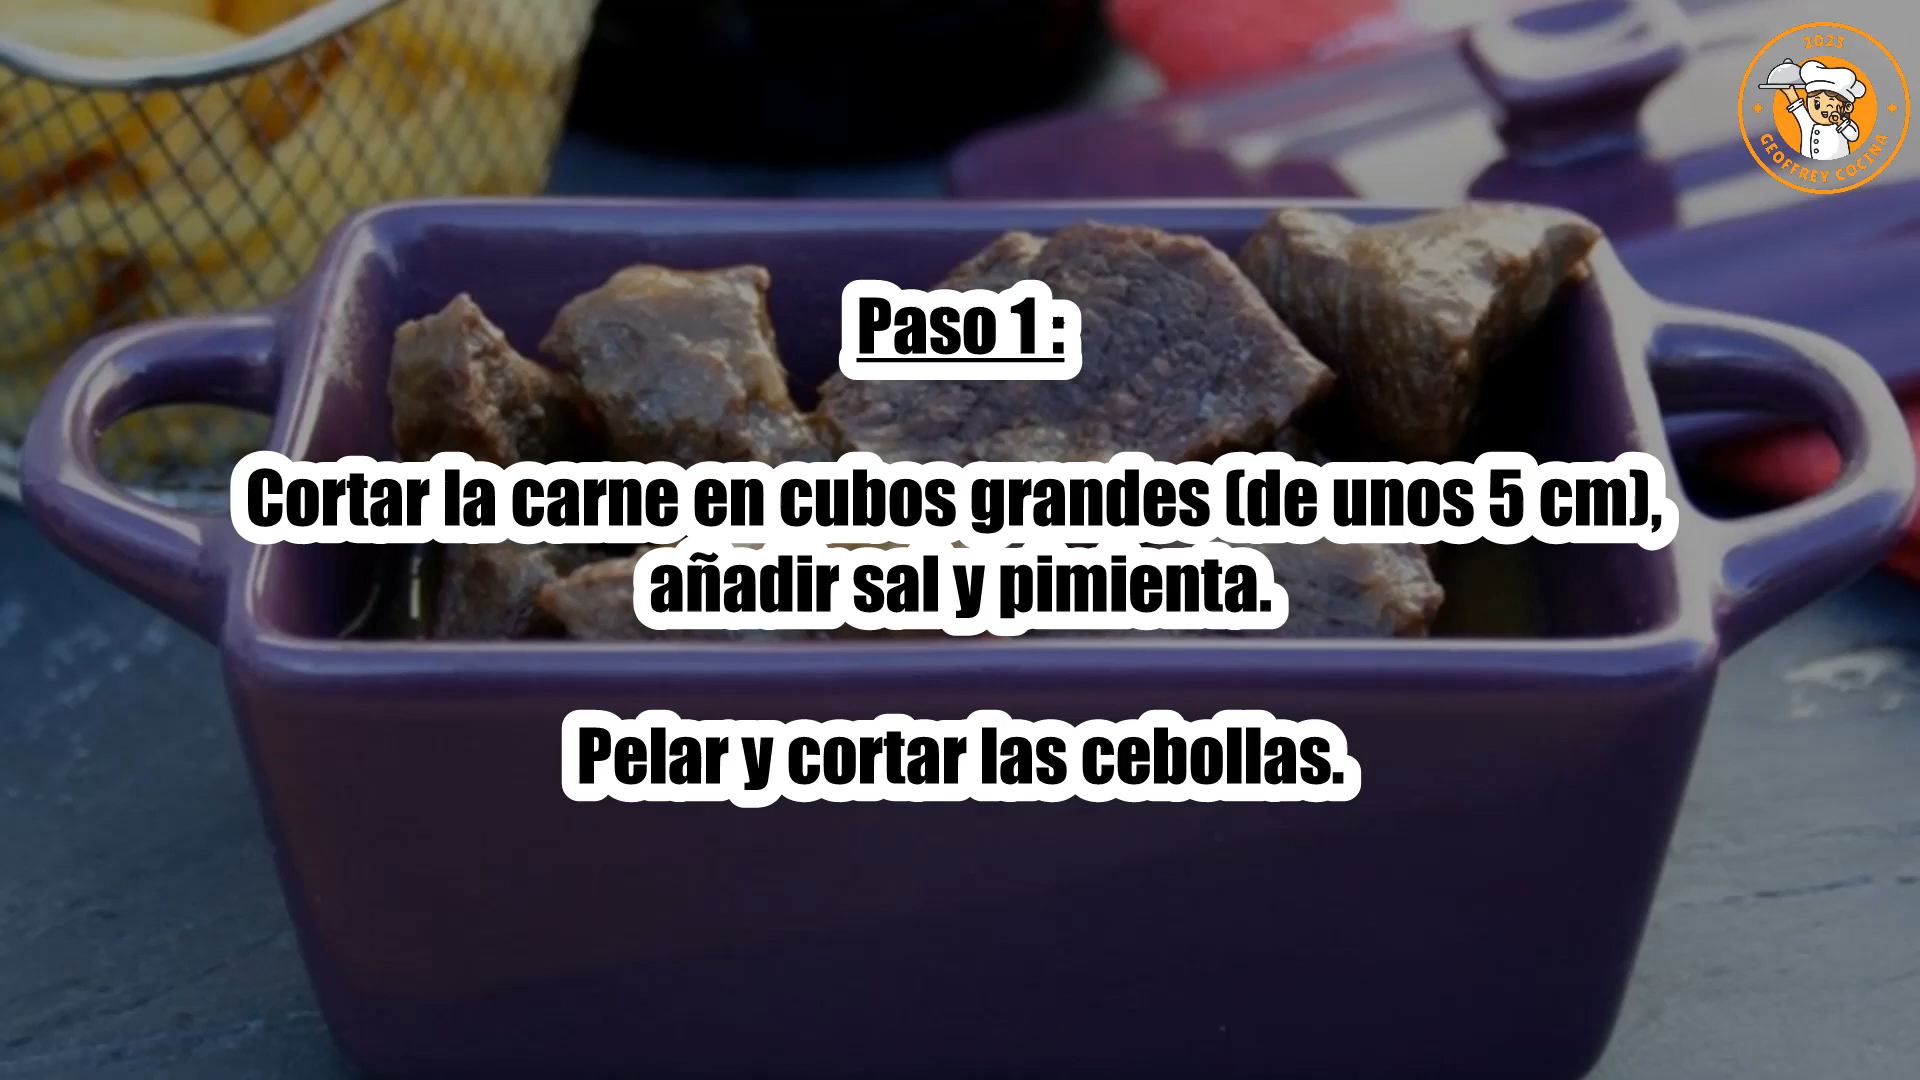 2023
GEOFFREY COCINA
Paso 1 :
Cortar la carne en cubos grandes (de unos 5 cm),
añadir sal y pimienta.
Pelar y cortar las cebollas.